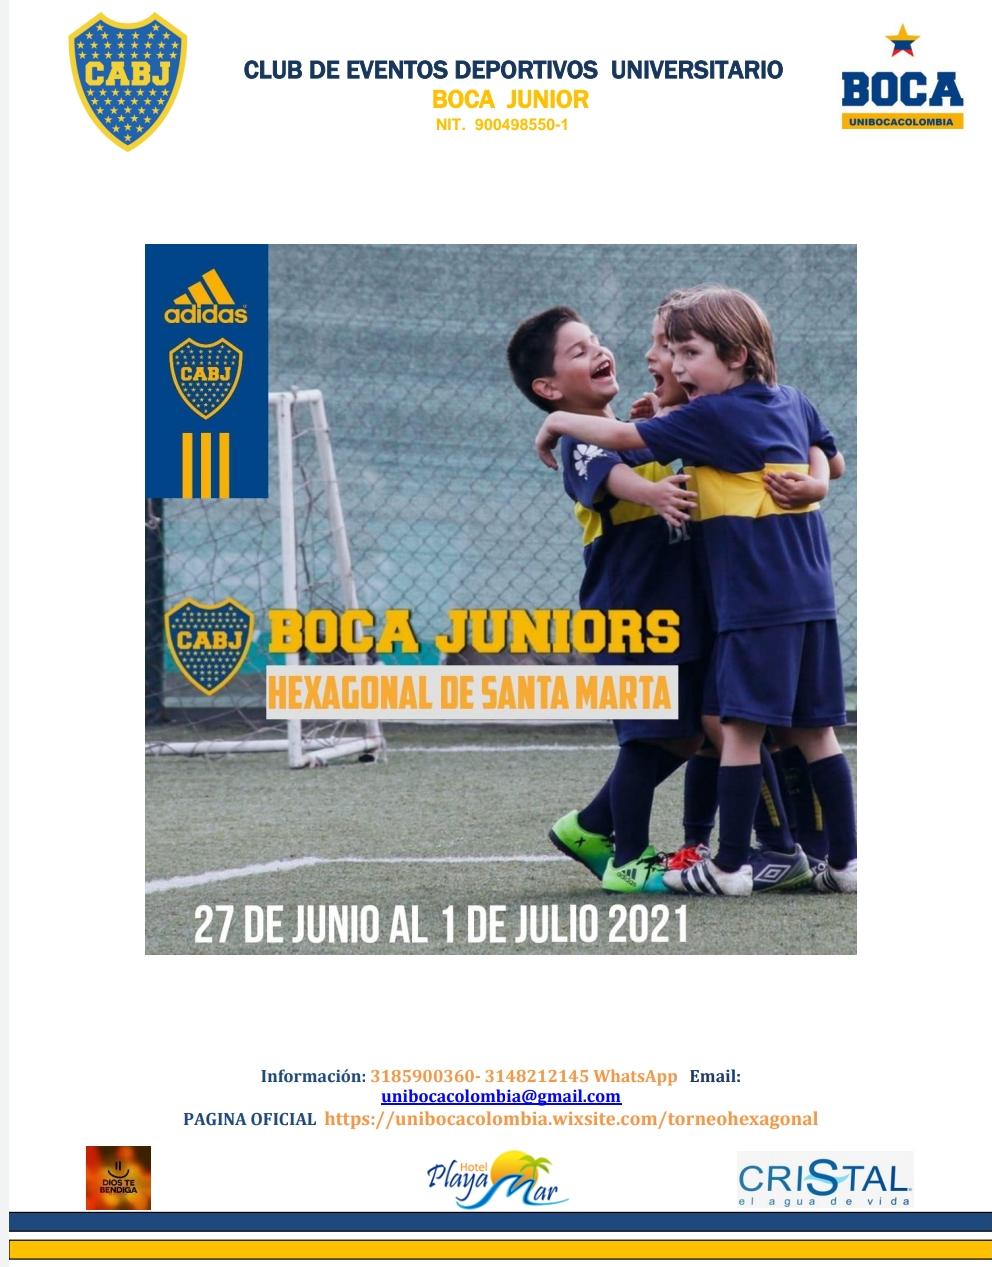 CABJ
CLUB DE EVENTOS DEPORTIVOS UNIVERSITARIO
BOCA JUNIOR
NIT. 900498550-1
BOCA
UNIBOCACOLOMBIA
adidas
CABJ
CABJ
BOCA JUNIORS
HEXAGONAL DE SANTA MARTA
27 DE JUNIO AL 1 DE JULIO 2021
Información: 3185900360- 3148212145 WhatsApp Email:
unibocacolombia@gmail.com
PAGINA OFICIAL https://unibocacolombia.wixsite.com/torneohexagonal
DIOS TE
BENDIGA
Hotel
Playa
Mar
CRISTAL
el agua de vida